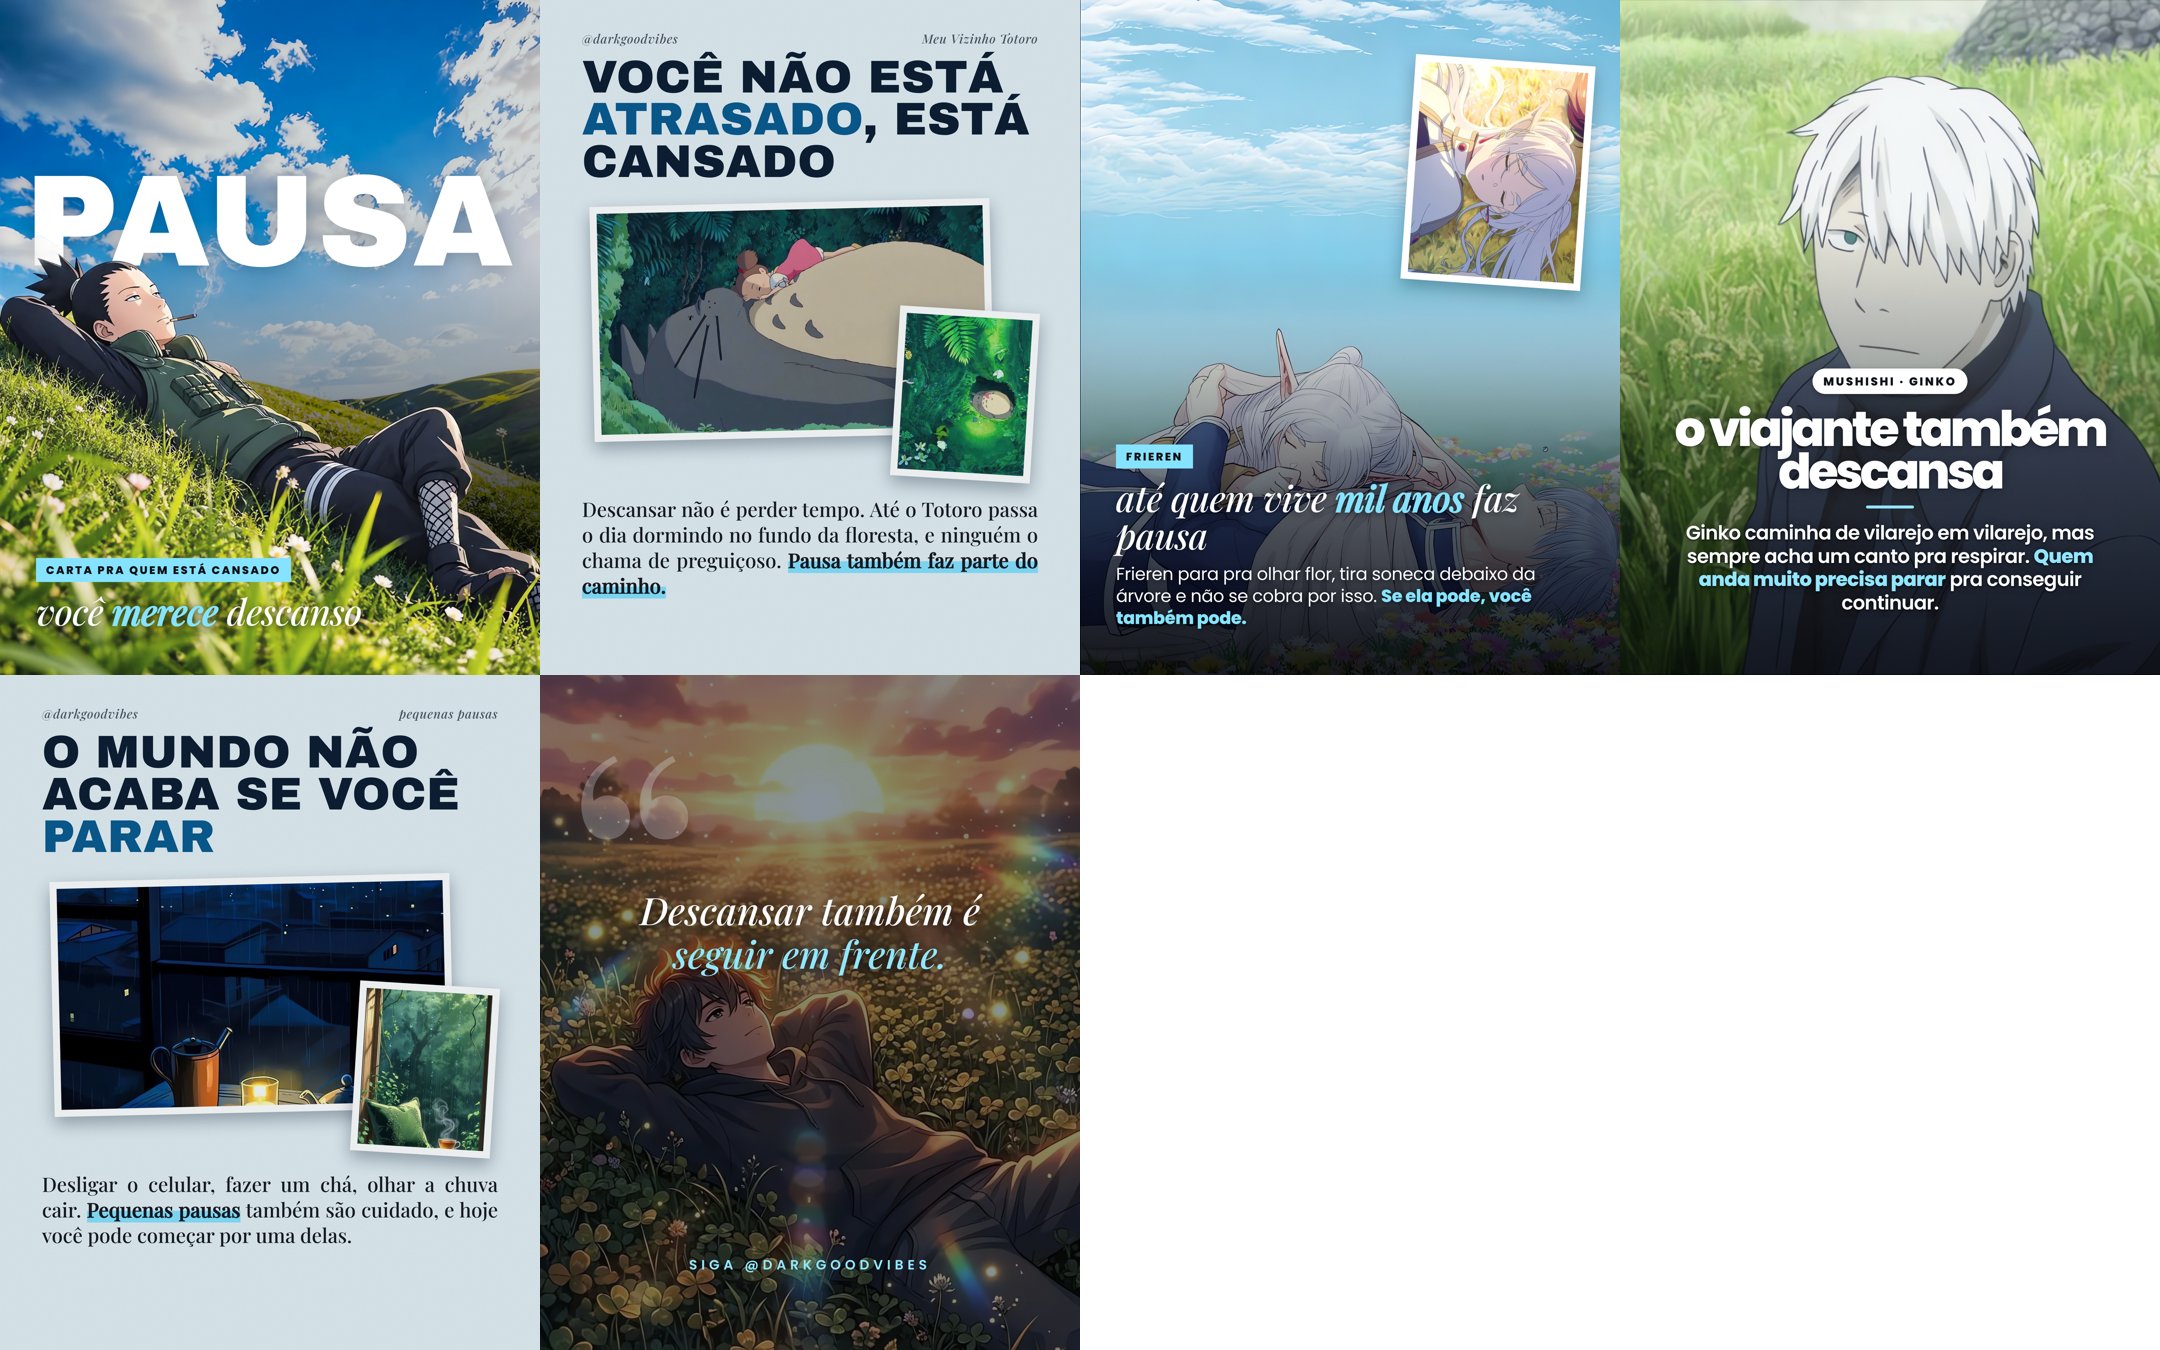 PAUSA
CARTA PRA QUEM ESTÁ CANSADO
você merece descanso
@darkgoodvibes
Meu Vizinho Totoro
VOCÊ NÃO ESTÁ
ATRASADO, ESTÁ
CANSADO
Descansar não é perder tempo. Até o Totoro passa
o dia dormindo no fundo da floresta, e ninguém o
chama de preguiçoso. Pausa também faz parte do
caminho.
FRIEREN
até quem vive mil anos faz
pausa
Frieren para pra olhar flor, tira soneca debaixo da
árvore e não se cobra por isso. Se ela pode, você
também pode.
MUSHISHI · GINKO
o viajante também
descansa
Ginko caminha de vilarejo em vilarejo, mas
sempre acha um canto pra respirar. Quem
anda muito precisa parar pra conseguir
continuar.
@darkgoodvibes
pequenas pausas
O MUNDO NÃO
ACABA SE VOCÊ
PARAR
Desligar o celular, fazer um chá, olhar a chuva
cair. Pequenas pausas também são cuidado, e hoje
você pode começar por uma delas.
“
Descansar também é
seguir em frente.
SIGA @DARKGOODVIBES